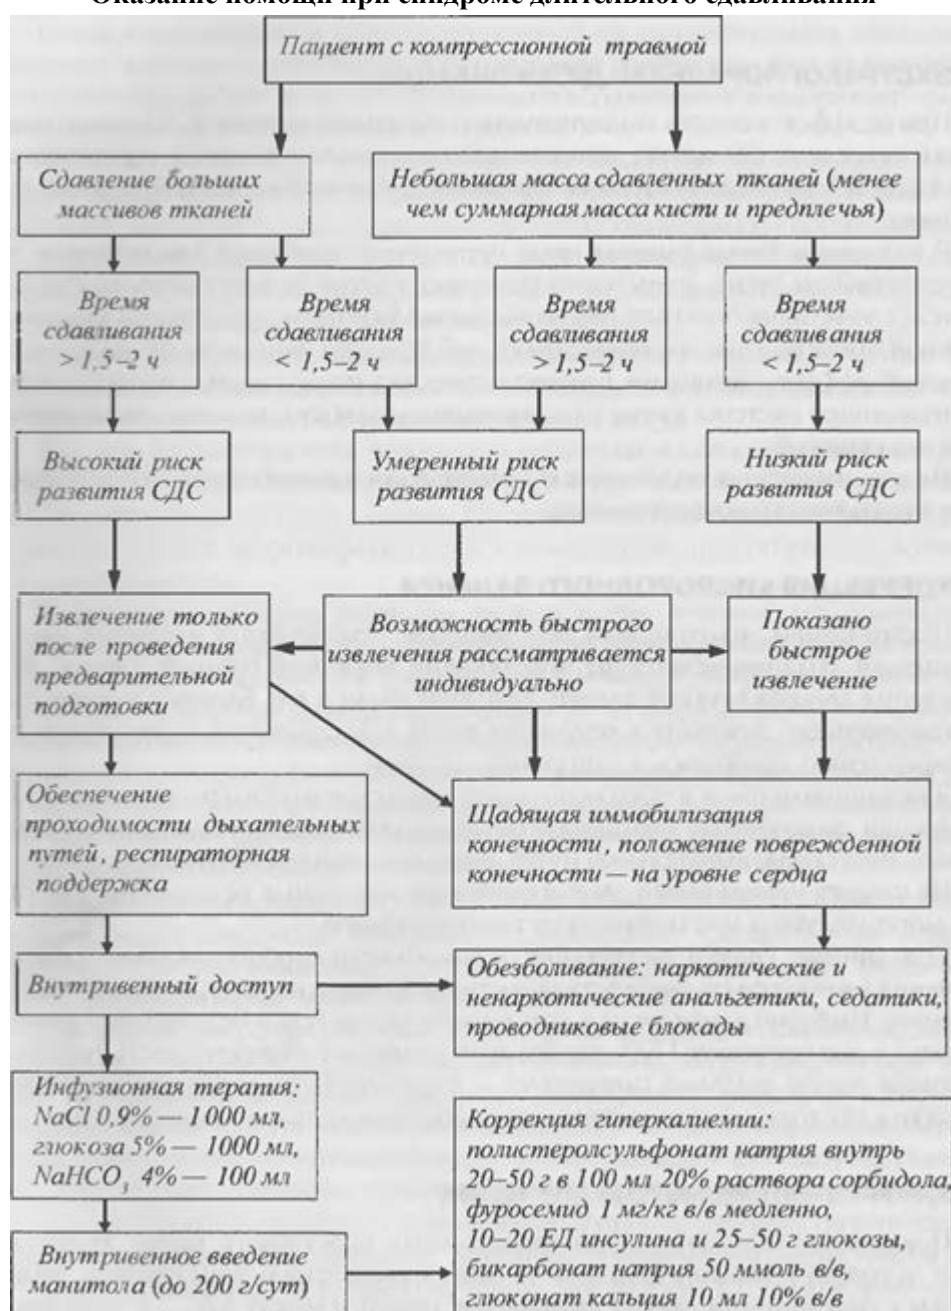 Оказание помощи при синдроме длительного сдавливания
Пациент с компрессионной травмой
Сдавление больших
массивов тканей
Небольшая масса сдавленных тканей (менее
чем суммарная масса кисти и предплечья)
Время
сдавливания
> 1,5–2 ч
Время
сдавливания
< 1,5–2 ч
Время
сдавливания
> 1,5–2 ч
Время
сдавливания
< 1,5–2 ч
Высокий риск
развития СДС
Умеренный риск
развития СДС
Низкий риск
развития СДС
Извлечение только
после проведения
предварительной
подготовки
Возможность быстрого
извлечения рассматривается
индивидуально
Показано
быстрое
извлечение
Обеспечение
проходимости дыхательных
путей, респираторная
поддержка
Щадящая иммобилизация
конечности, положение поврежденной
конечности — на уровне сердца
Внутривенный доступ
Обезболивание: наркотические и
ненаркотические анальгетики, седатики,
проводниковые блокады
Инфузионная терапия:
NaCl 0,9% — 1000 мл,
глюкоза 5% — 1000 мл,
NaHCO₃ 4% — 100 мл
Коррекция гиперкалиемии:
полистеролсульфонат натрия внутрь
20–50 г в 100 мл 20% раствора сорбидола,
фуросемид 1 мг/кг в/в медленно,
10–20 ЕД инсулина и 25–50 г глюкозы,
бикарбонат натрия 50 ммоль в/в,
глюконат кальция 10 мл 10% в/в
Внутривенное введение
манитола (до 200 г/сут)